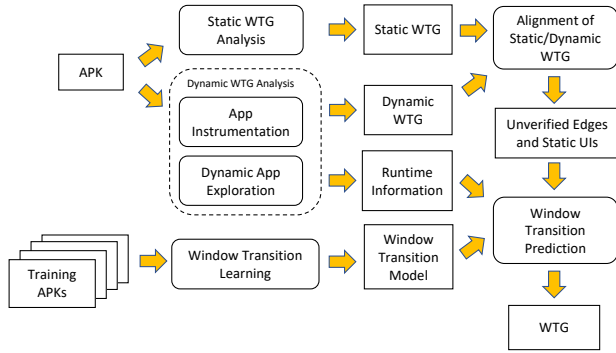 Static WTG
Analysis
Static WTG
Alignment of
Static/Dynamic
WTG
APK
Dynamic WTG Analysis
App
Instrumentation
Dynamic
WTG
Unverified Edges
and Static UIs
Dynamic App
Exploration
Runtime
Information
Window
Transition
Prediction
Training
APKs
Window Transition
Learning
Window
Transition
Model
WTG